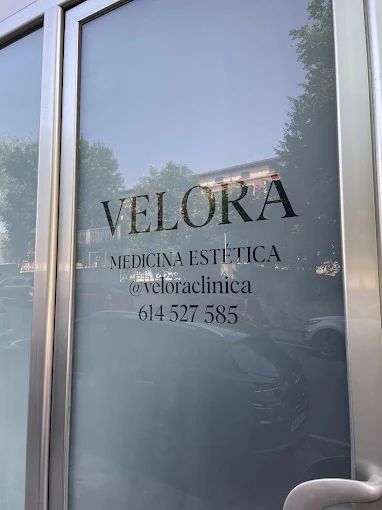 VELORA
MEDICINA ESTÉTICA
@veloraclinica
614 527 585